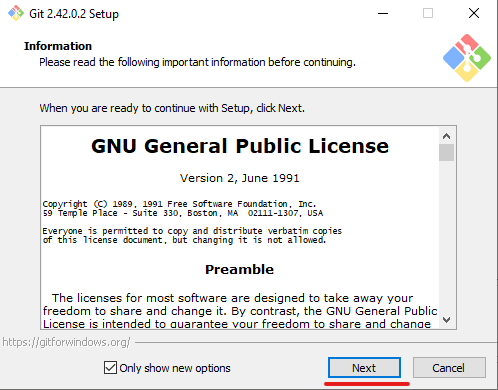 Git 2.42.0.2 Setup
Information
Please read the following important information before continuing.
When you are ready to continue with Setup, click Next.
GNU General Public License
Version 2, June 1991
Copyright (C) 1989, 1991 Free Software Foundation, Inc.
59 Temple Place - Suite 330, Boston, MA  02111-1307, USA
Everyone is permitted to copy and distribute verbatim copies
of this license document, but changing it is not allowed.
Preamble
The licenses for most software are designed to take away your
freedom to share and change it. By contrast, the GNU General Public
License is intended to guarantee your freedom to share and change
https://gitforwindows.org/
Only show new options
Next
Cancel